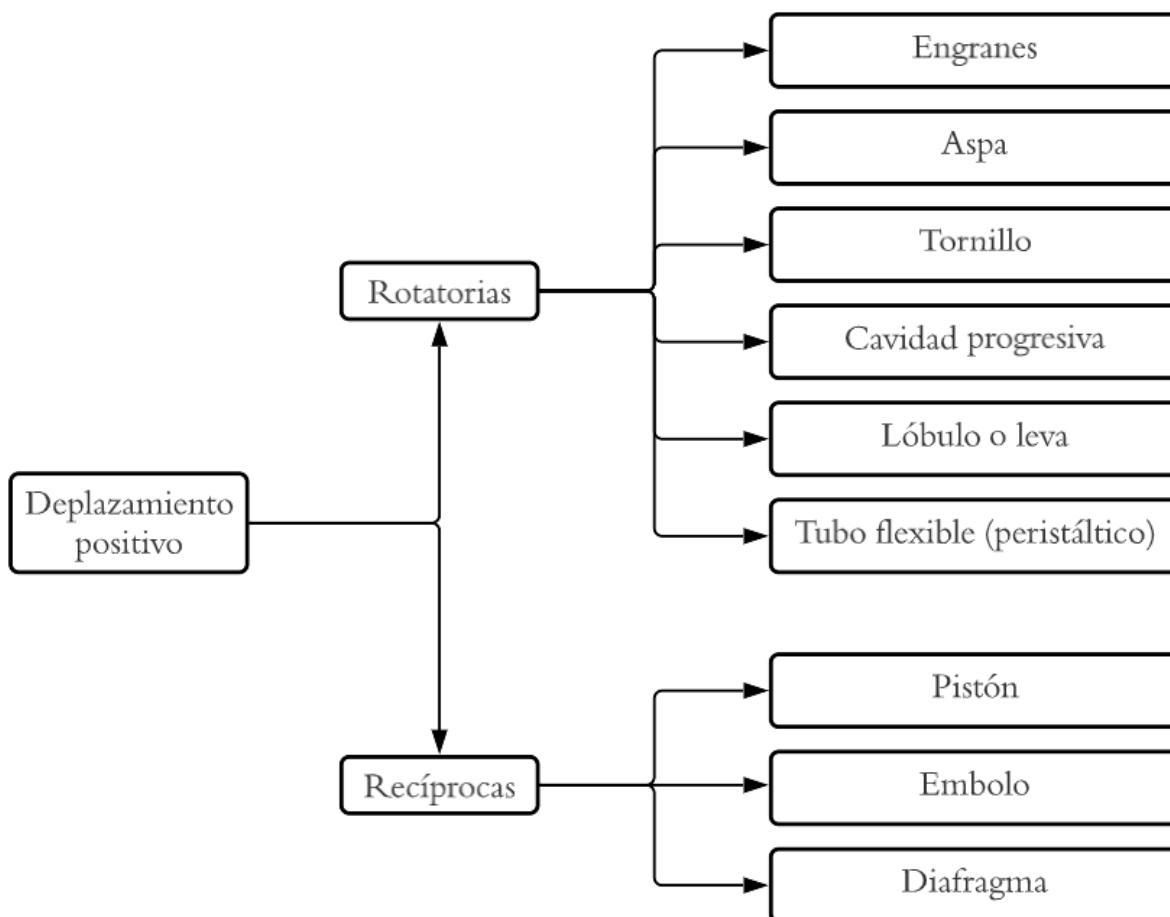 Engranes
Aspa
Tornillo
Rotatorias
Cavidad progresiva
Lóbulo o leva
Deplazamiento
positivo
Tubo flexible (peristáltico)
Pistón
Recíprocas
Embolo
Diafragma